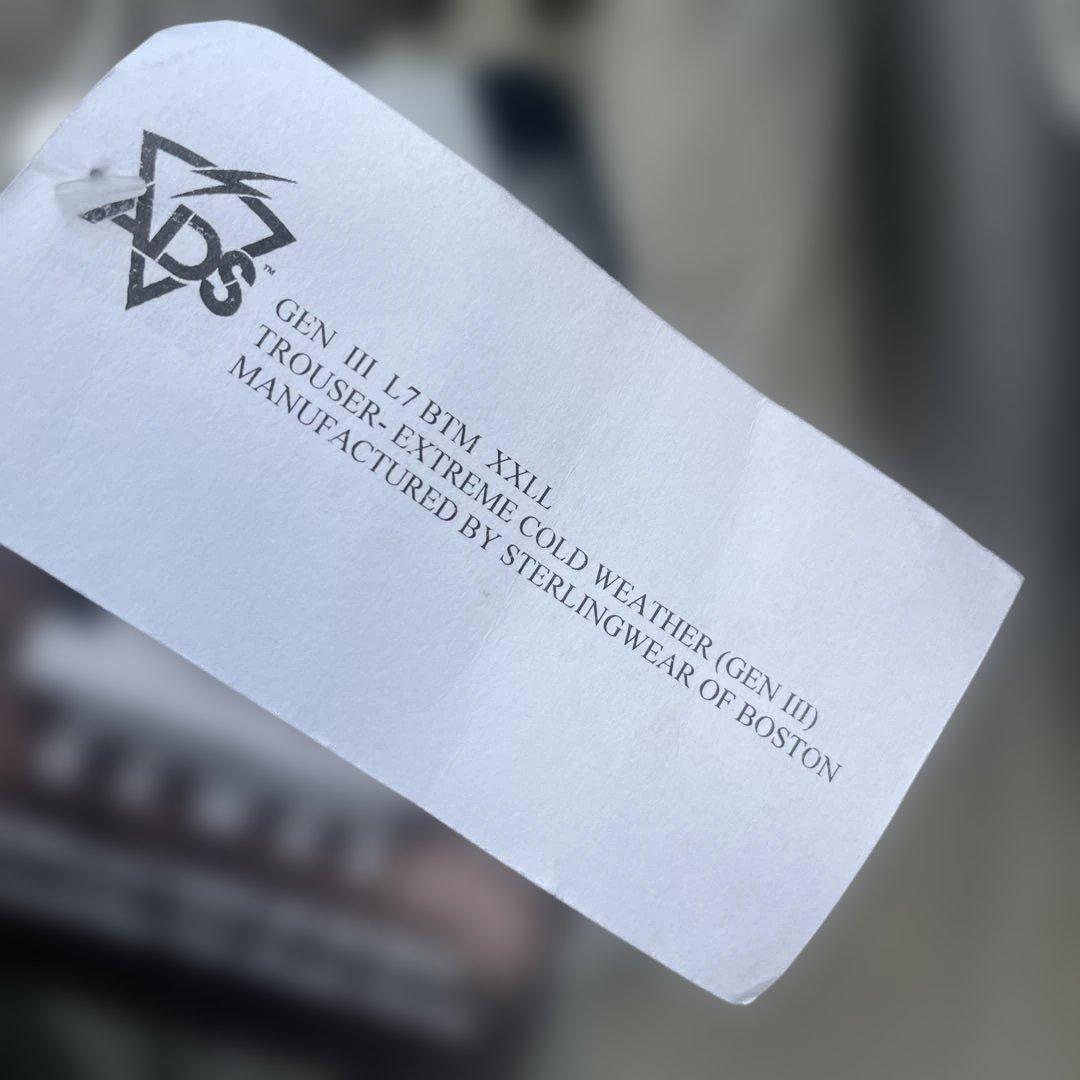 ADS™
GEN III L7 BTM XXLL
TROUSER- EXTREME COLD WEATHER (GEN III)
MANUFACTURED BY STERLINGWEAR OF BOSTON